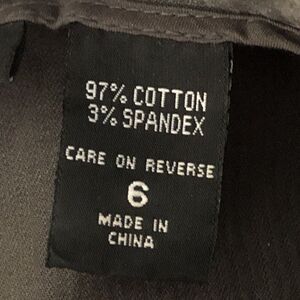 97% COTTON
3% SPANDEX
CARE ON REVERSE
6
MADE IN
CHINA